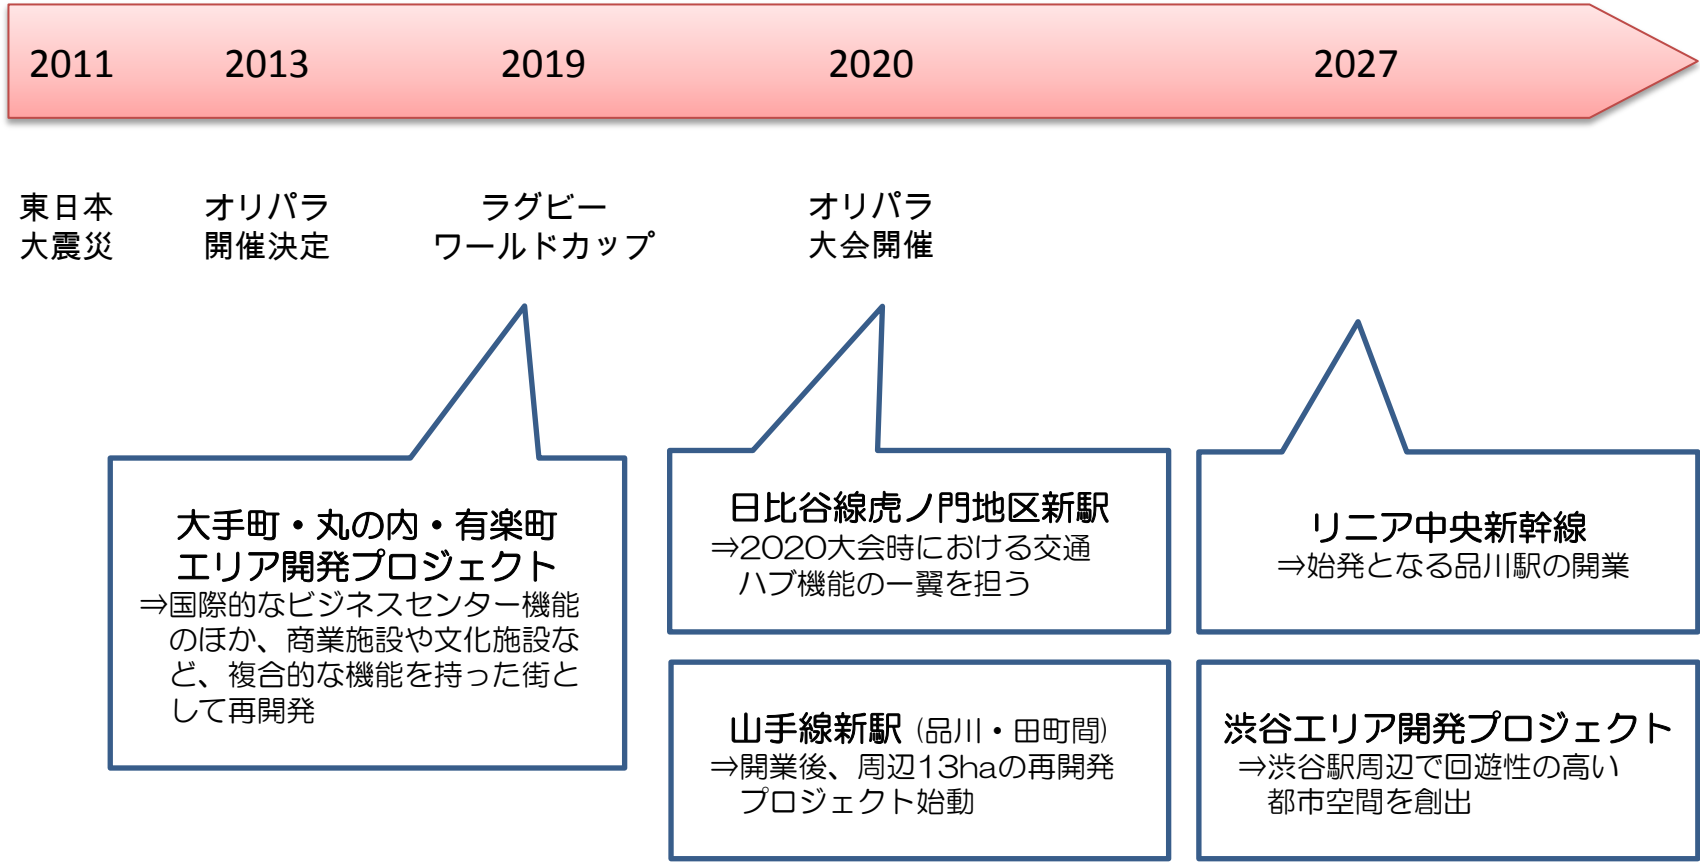 2011
2013
2019
2020
2027
東日本
大震災
オリパラ
開催決定
ラグビー
ワールドカップ
オリパラ
大会開催
大手町・丸の内・有楽町
エリア開発プロジェクト
⇒国際的なビジネスセンター機能
のほか、商業施設や文化施設な
ど、複合的な機能を持った街と
して再開発
日比谷線虎ノ門地区新駅
⇒2020大会時における交通
ハブ機能の一翼を担う
山手線新駅(品川・田町間)
⇒開業後、周辺13haの再開発
プロジェクト始動
リニア中央新幹線
⇒始発となる品川駅の開業
渋谷エリア開発プロジェクト
⇒渋谷駅周辺で回遊性の高い
都市空間を創出